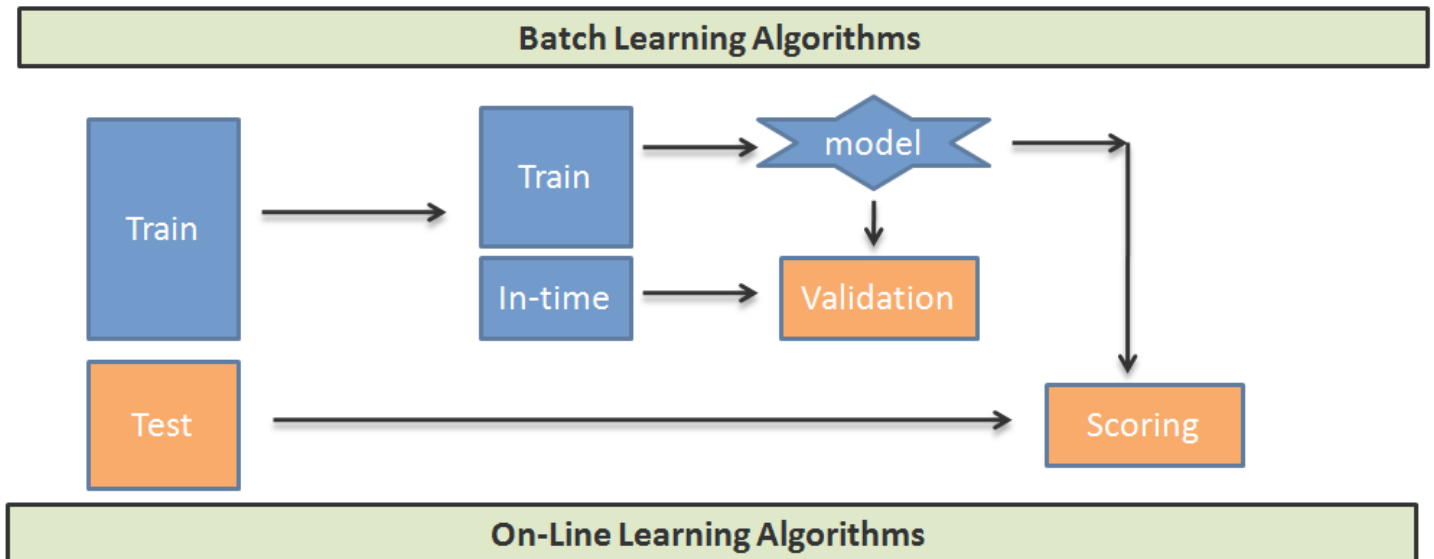 Batch Learning Algorithms
Train
Train
model
In-time
Validation
Test
Scoring
On-Line Learning Algorithms